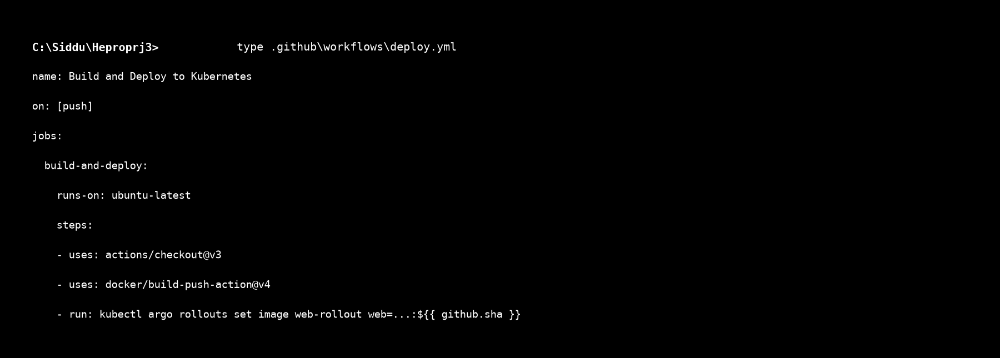 C:\Siddu\Heproprj3> type .github\workflows\deploy.yml
name: Build and Deploy to Kubernetes
on: [push]
jobs:
  build-and-deploy:
    runs-on: ubuntu-latest
    steps:
    - uses: actions/checkout@v3
    - uses: docker/build-push-action@v4
    - run: kubectl argo rollouts set image web-rollout web=...:${{ github.sha }}